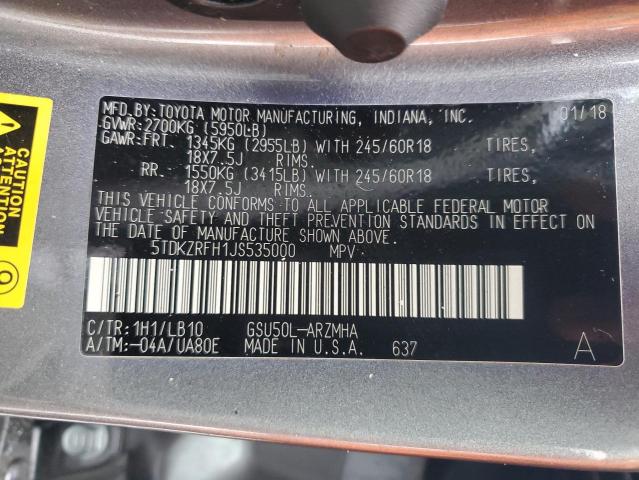 MFD.BY:TOYOTA MOTOR MANUFACTURING, INDIANA, INC. 01/18
GVWR:2700KG (5950LB)
GAWR:FRT. 1345KG (2955LB) WITH 245/60R18 TIRES,
18X7.5J RIMS.
RR. 1550KG (3415LB) WITH 245/60R18 TIRES,
18X7.5J RIMS.
THIS VEHICLE CONFORMS TO ALL APPLICABLE FEDERAL MOTOR
VEHICLE SAFETY AND THEFT PREVENTION STANDARDS IN EFFECT
ON THE DATE OF MANUFACTURE SHOWN ABOVE.
5TDKZRFH1JS535000 MPV
C/TR:1H1/LB10 GSU50L-ARZMHA
A/TM:-04A/UA80E MADE IN U.S.A. 637 A
CAUTION
ATTENTION